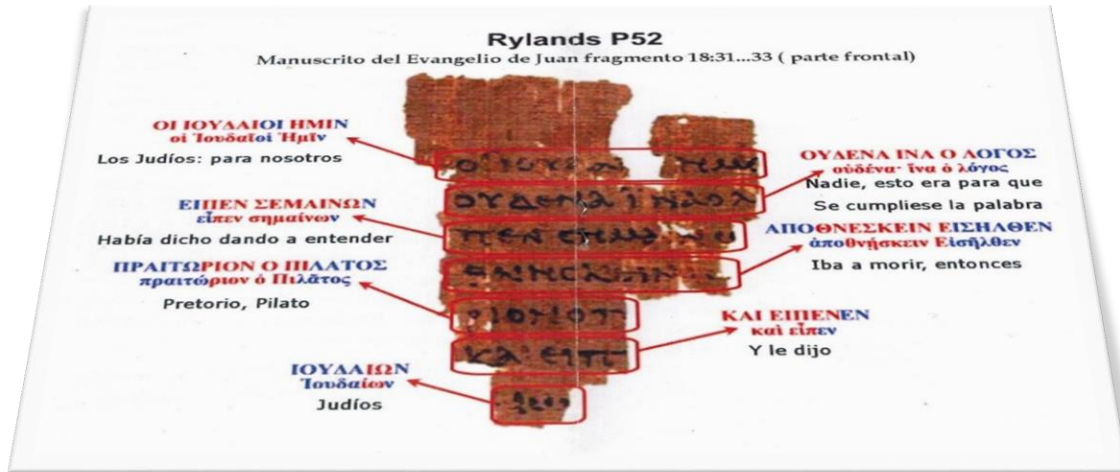 Rylands P52
Manuscrito del Evangelio de Juan fragmento 18:31...33 ( parte frontal)
ΟΙ ΙΟΥΔΑΙΟΙ ΗΜΙΝ
οἱ Ἰουδαῖοἱ Ἡμῖν
Los Judíos: para nosotros
ΟΥΔΕΝΑ ΙΝΑ Ο ΛΟΓΟΣ
οὐδένα· ἵνα ὁ λόγος
Nadie, esto era para que
Se cumpliese la palabra
ΕΙΠΕΝ ΣΕΜΑΙΝΩΝ
εἶπεν σημαίνων
Había dicho dando a entender
ΑΠΟΘΝΕΣΚΕΙΝ ΕΙΣΗΛΘΕΝ
ἀποθνῄσκειν Εἰσῆλθεν
Iba a morir, entonces
ΠΡΑΙΤΩΡΙΟΝ Ο ΠΙΛΑΤΟΣ
πραιτώριον ὁ Πιλᾶτος
Pretorio, Pilato
ΚΑΙ ΕΙΠΕΝΕΝ
καὶ εἶπεν
Y le dijo
ΙΟΥΔΑΙΩΝ
Ἰουδαίων
Judíos